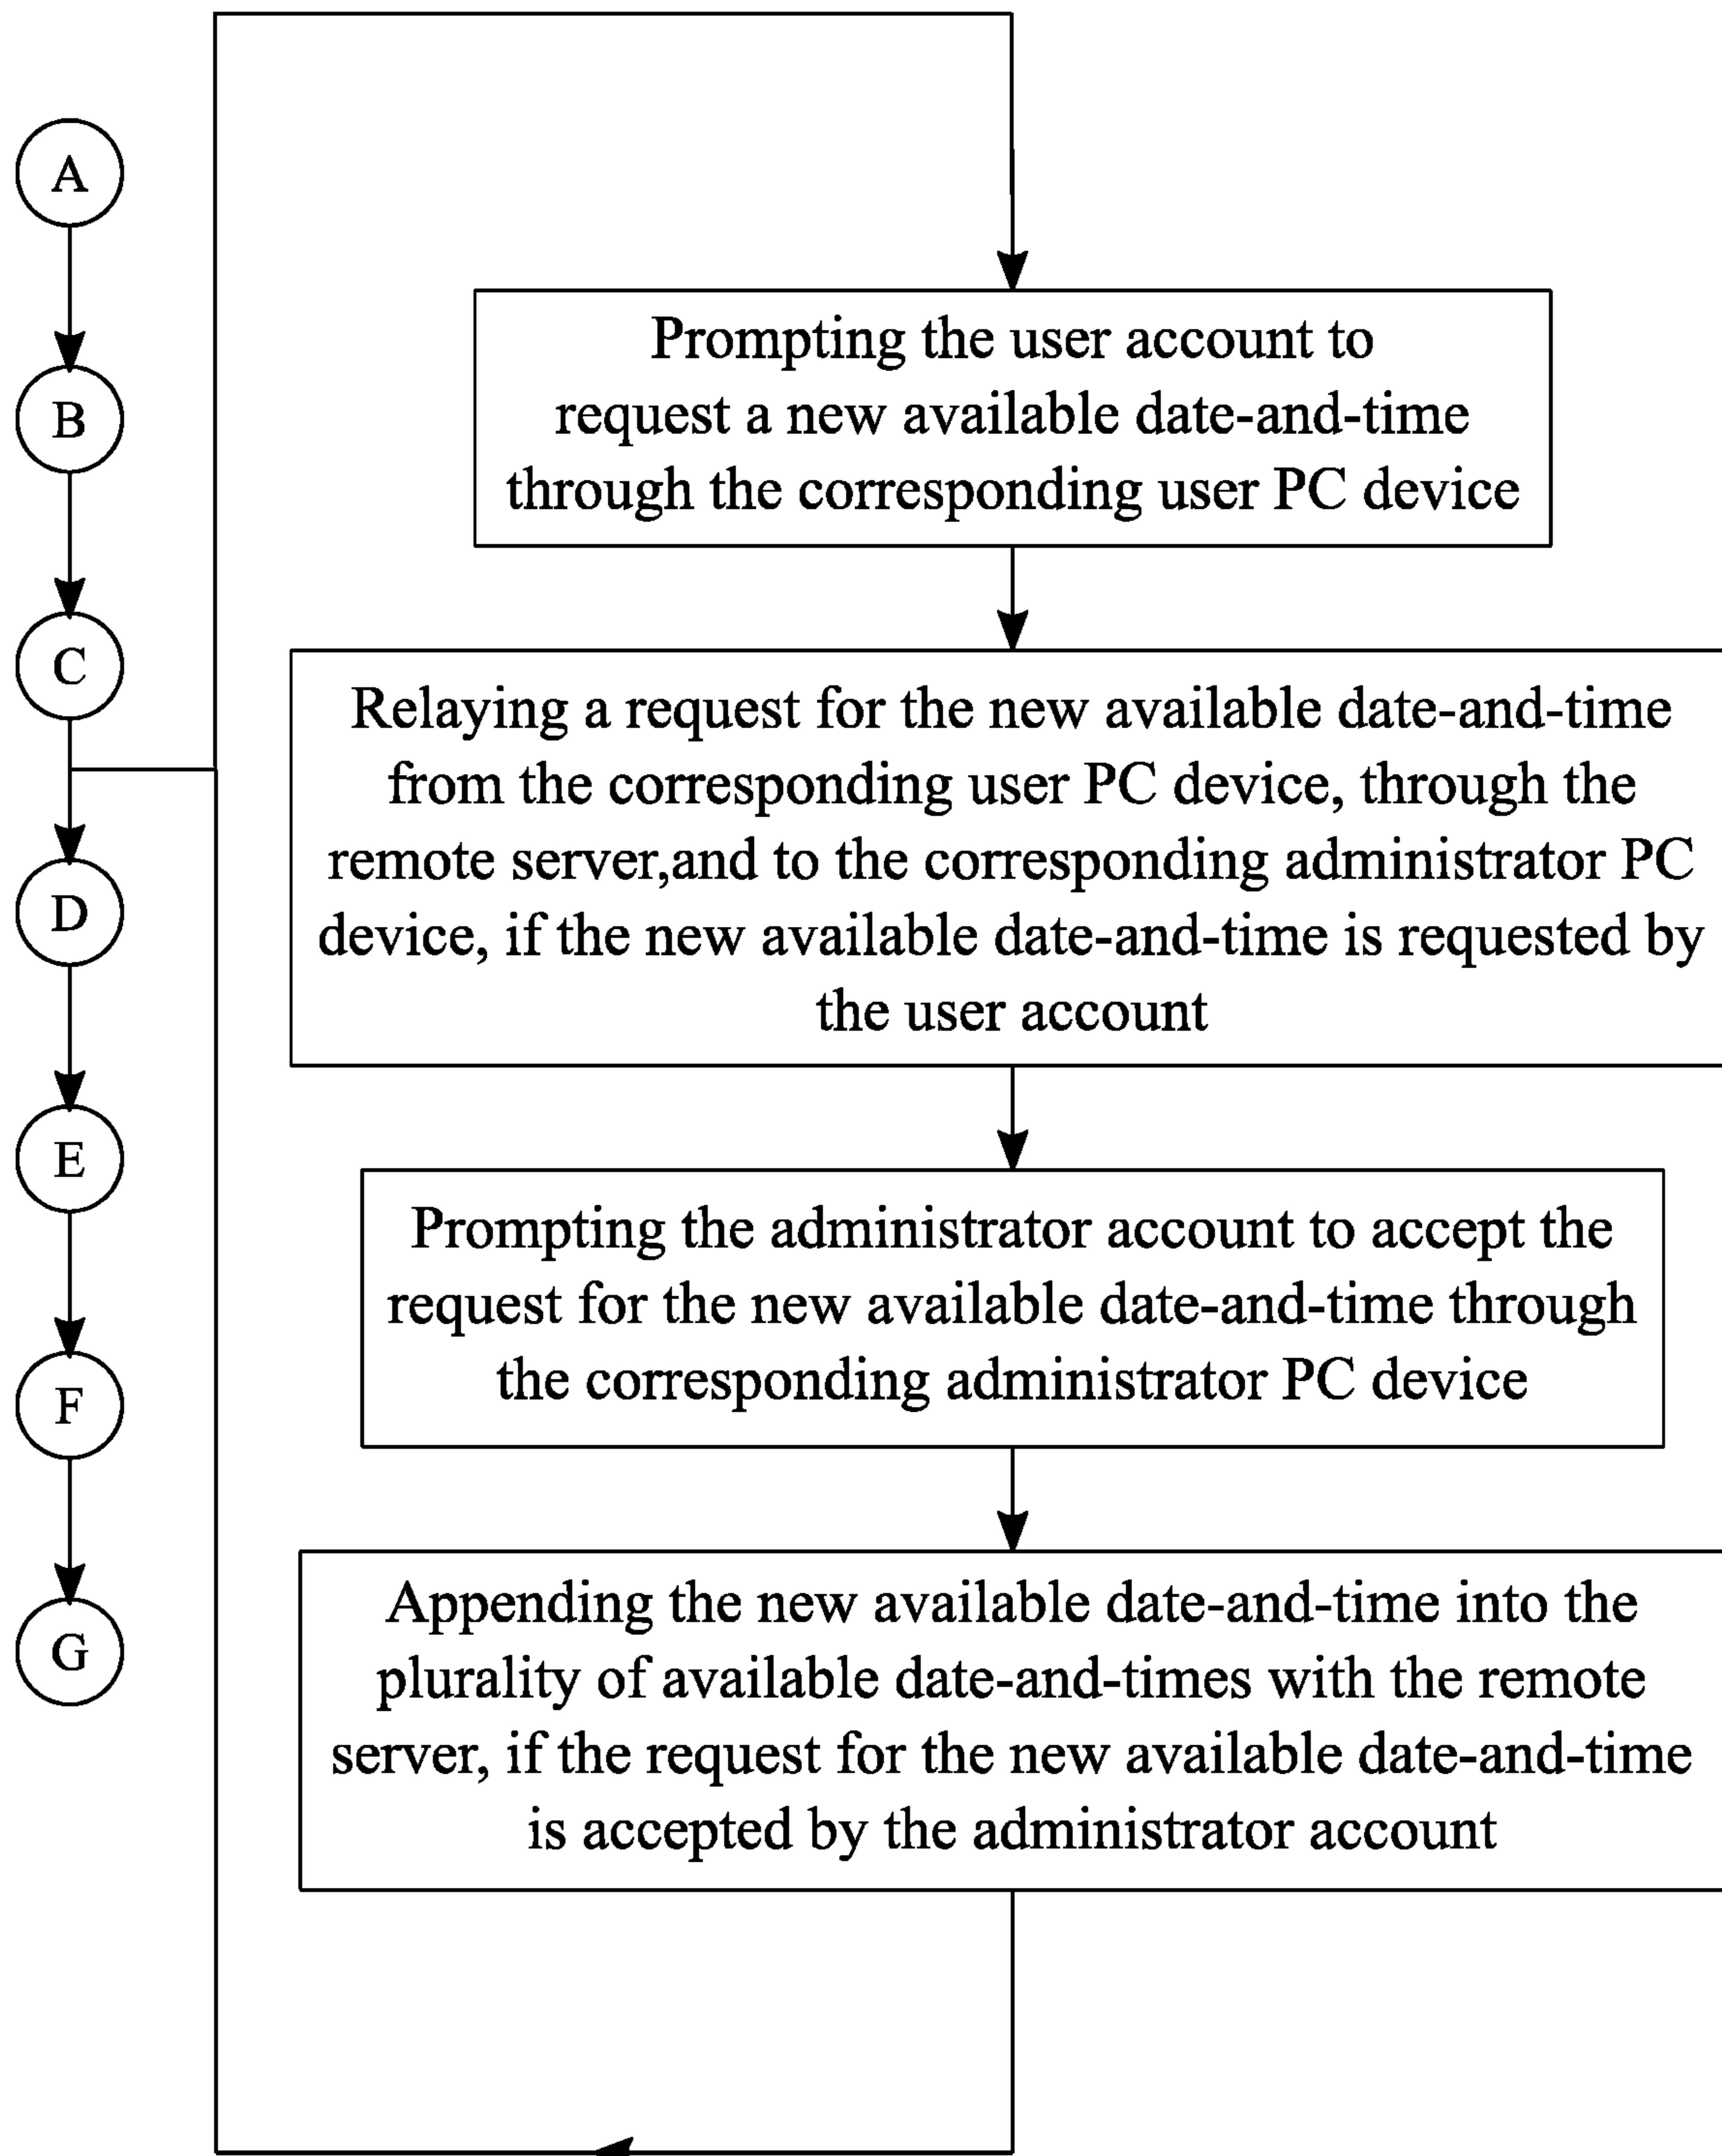 A
B
C
D
E
F
G
Prompting the user account to
request a new available date-and-time
through the corresponding user PC device
Relaying a request for the new available date-and-time
from the corresponding user PC device, through the
remote server,and to the corresponding administrator PC
device, if the new available date-and-time is requested by
the user account
Prompting the administrator account to accept the
request for the new available date-and-time through
the corresponding administrator PC device
Appending the new available date-and-time into the
plurality of available date-and-times with the remote
server, if the request for the new available date-and-time
is accepted by the administrator account